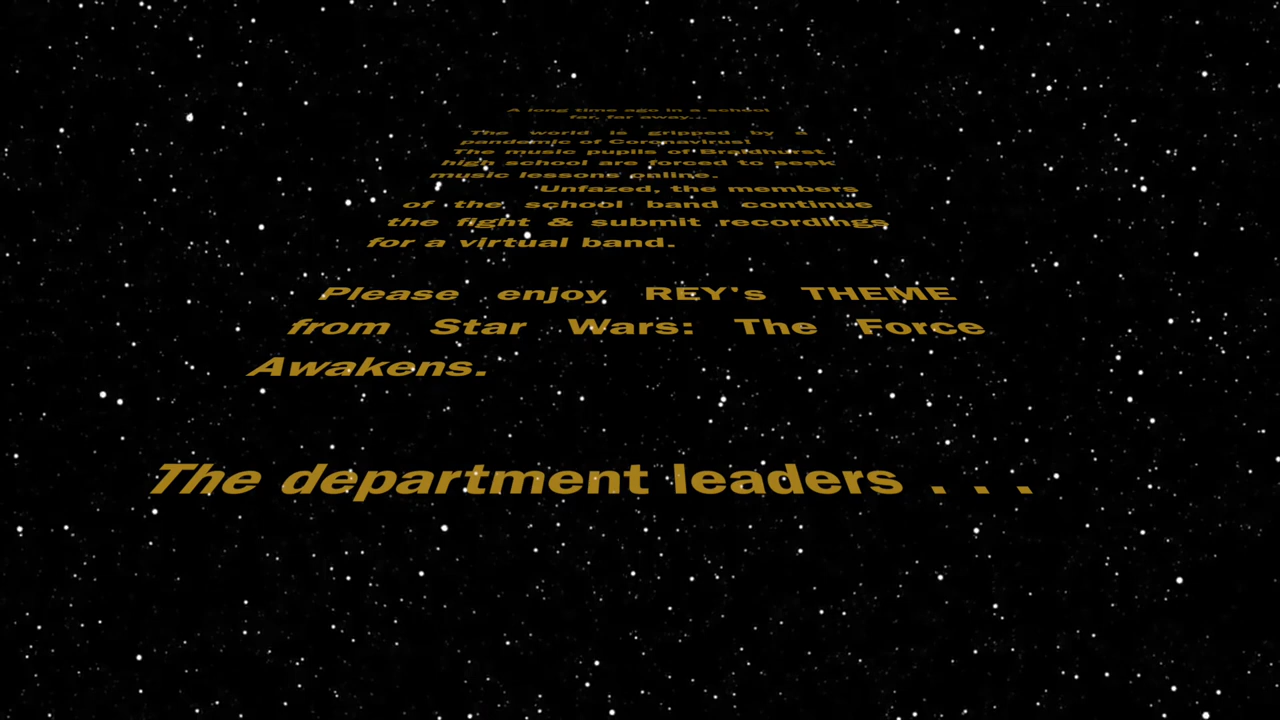 A long time ago in a school
far, far away...
The world is gripped by a
pandemic of Coronavirus!
The music pupils of Braidhurst
high school are forced to seek
music lessons online.
Unfazed, the members
of the school band continue
the fight & submit recordings
for a virtual band.
Please enjoy REY's THEME
from Star Wars: The Force
Awakens.
The department leaders . . .